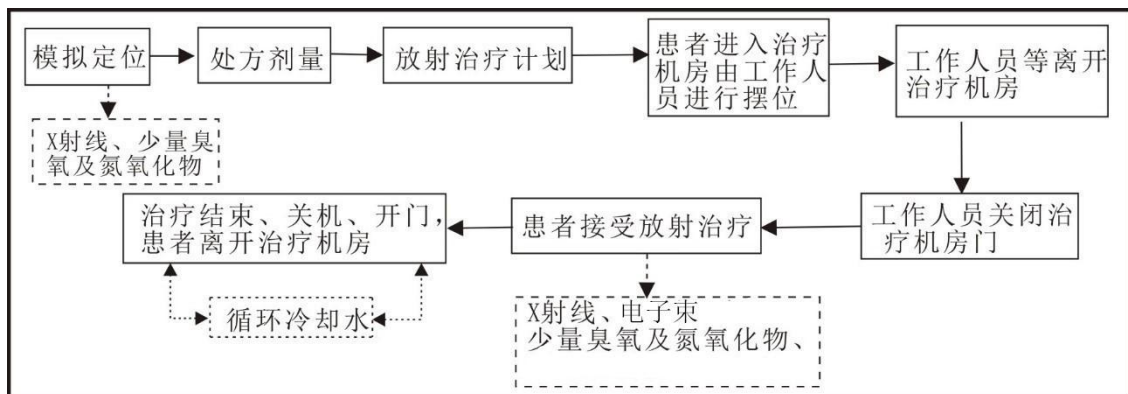 模拟定位
处方剂量
放射治疗计划
患者进入治疗
机房由工作人
员进行摆位
工作人员等离开
治疗机房
X射线、少量臭
氧及氮氧化物
治疗结束、关机、开门，
患者离开治疗机房
患者接受放射治疗
工作人员关闭治
疗机房门
循环冷却水
X射线、电子束
少量臭氧及氮氧化物、